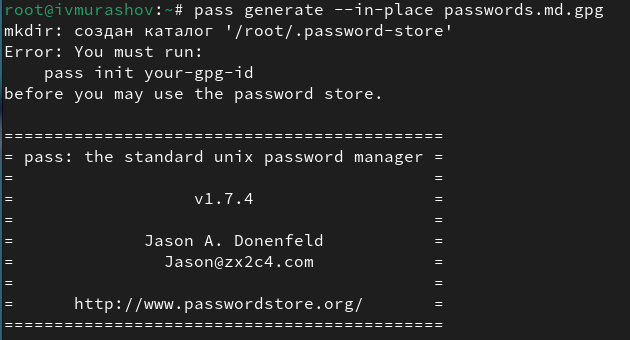 root@ivmurashov:~# pass generate --in-place passwords.md.gpg
mkdir: создан каталог '/root/.password-store'
Error: You must run:
    pass init your-gpg-id
before you may use the password store.

============================================
= pass: the standard unix password manager =
=                                          =
=                  v1.7.4                  =
=                                          =
=             Jason A. Donenfeld           =
=               Jason@zx2c4.com            =
=                                          =
=      http://www.passwordstore.org/       =
============================================